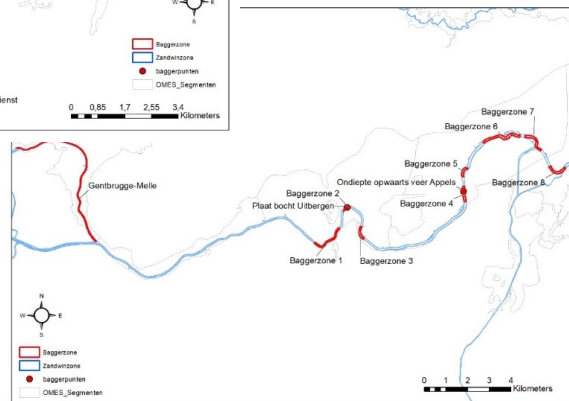 W E
S
Baggerzone
Zandwinzone
baggerpunten
OMES_Segmenten
ienst
0 0,85 1,7 2,55 3,4
Kilometers
Baggerzone 7
Baggerzone 6
Baggerzone 5
Ondiepte opwaarts veer Appels
Baggerzone 8
Gentbrugge-Melle
Baggerzone 2
Plaat bocht Uitbergen
Baggerzone 4
Baggerzone 1
Baggerzone 3
N
W E
S
Baggerzone
Zandwinzone
baggerpunten
OMES_Segmenten
0 1 2 3 4
Kilometers